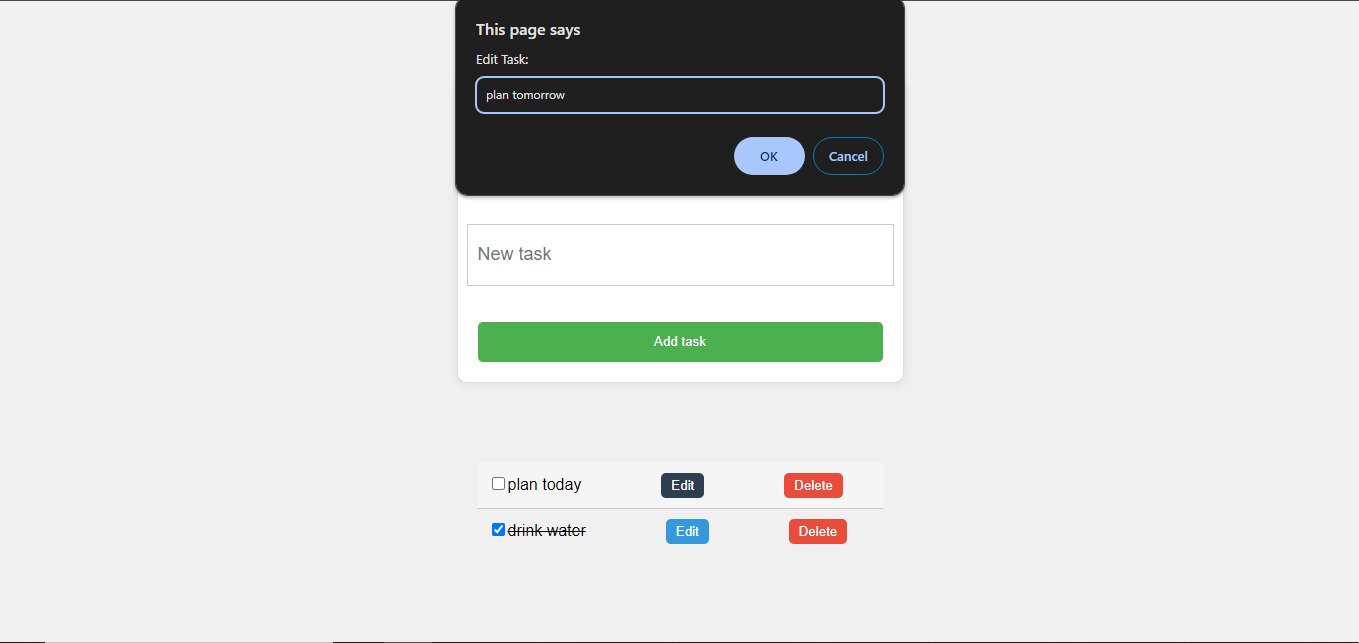 This page says
Edit Task:
plan tomorrow
OK Cancel
New task
Add task
plan today Edit Delete
drink water Edit Delete